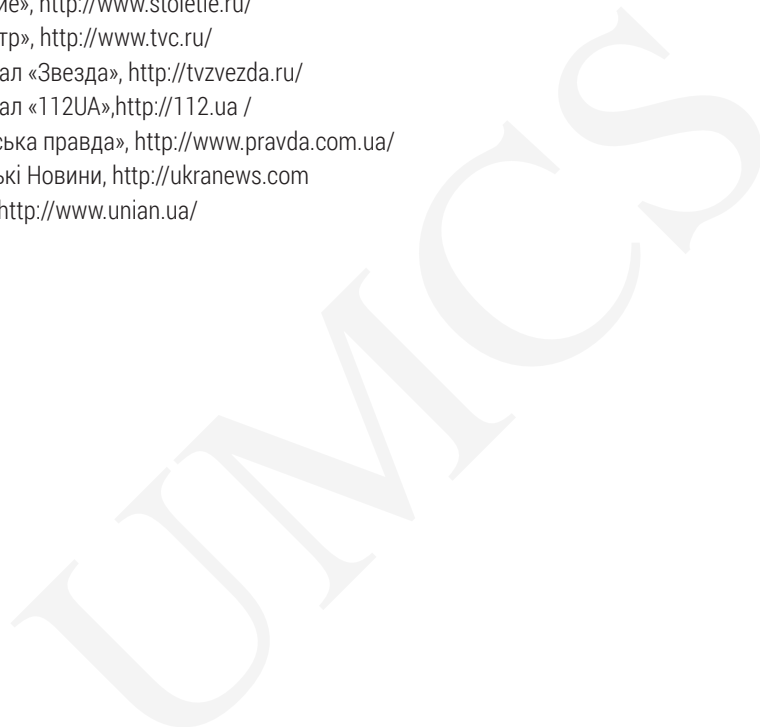 ие», http://www.stoletie.ru/
тр», http://www.tvc.ru/
ал «Звезда», http://tvzvezda.ru/
ал «112UA»,http://112.ua /
ська правда», http://www.pravda.com.ua/
ькі Новини, http://ukranews.com
http://www.unian.ua/
UMCS